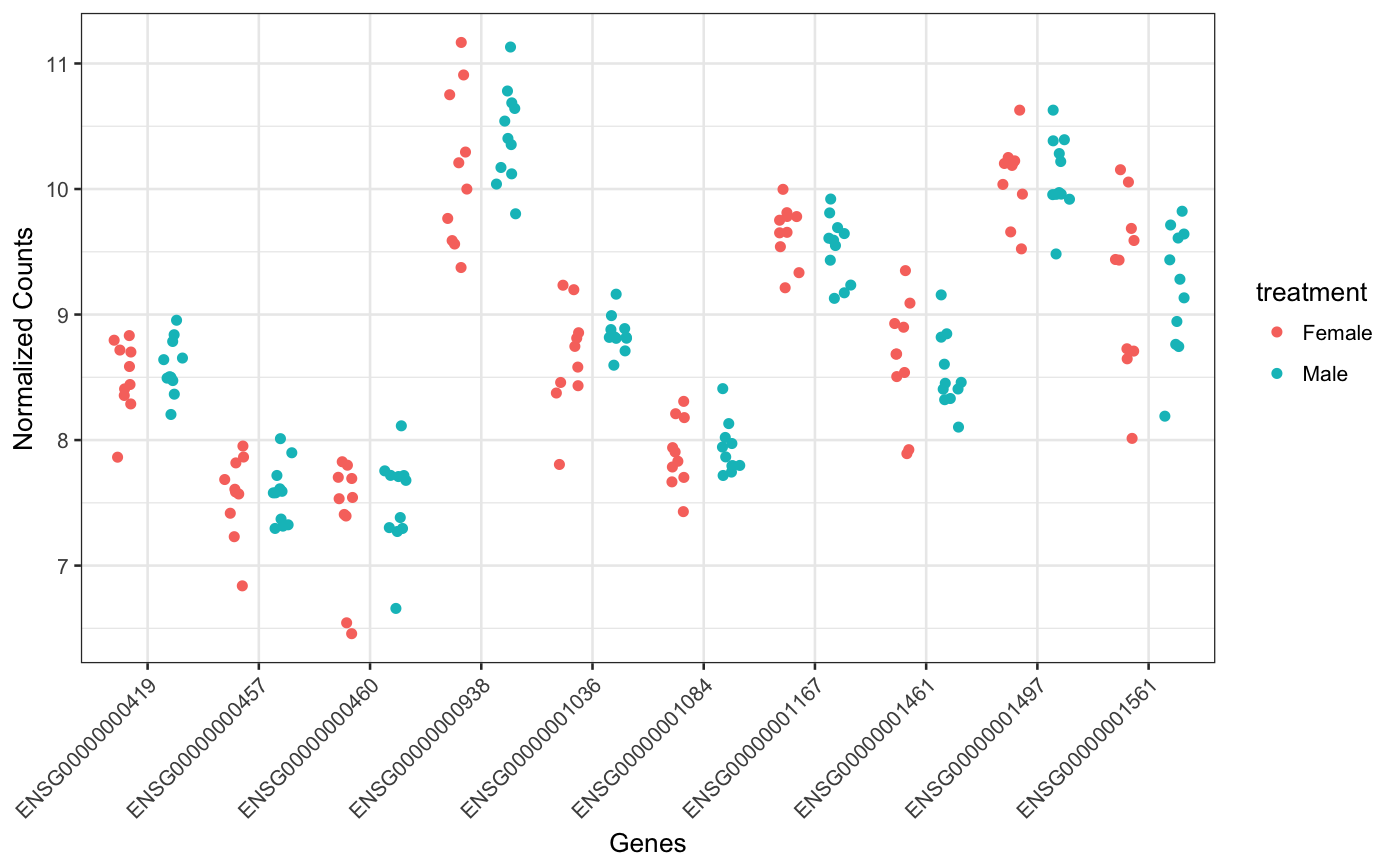 11
10
9
8
7
Normalized Counts
ENSG00000000419
ENSG00000000457
ENSG00000000460
ENSG00000000938
ENSG00000001036
ENSG00000001084
ENSG00000001167
ENSG00000001461
ENSG00000001497
ENSG00000001561
Genes
treatment
Female
Male